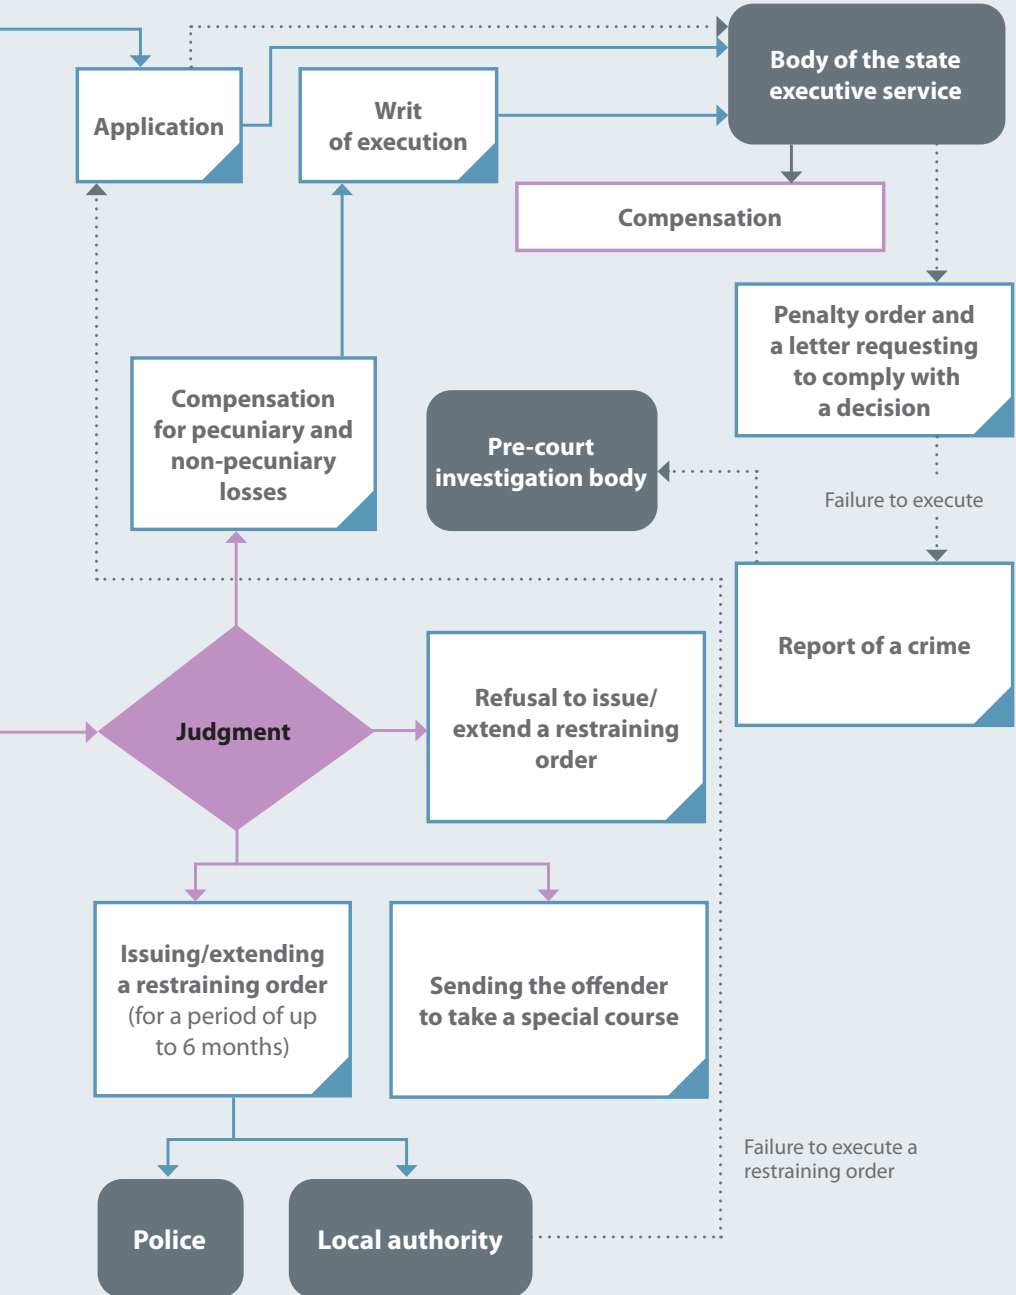 Body of the state
executive service
Application
Writ
of execution
Compensation
Penalty order and
a letter requesting
to comply with
a decision
Compensation
for pecuniary and
non-pecuniary
losses
Pre-court
investigation body
Failure to execute
Report of a crime
Judgment
Refusal to issue/
extend a restraining
order
Issuing/extending
a restraining order
(for a period of up
to 6 months)
Sending the offender
to take a special course
Failure to execute a
restraining order
Police
Local authority